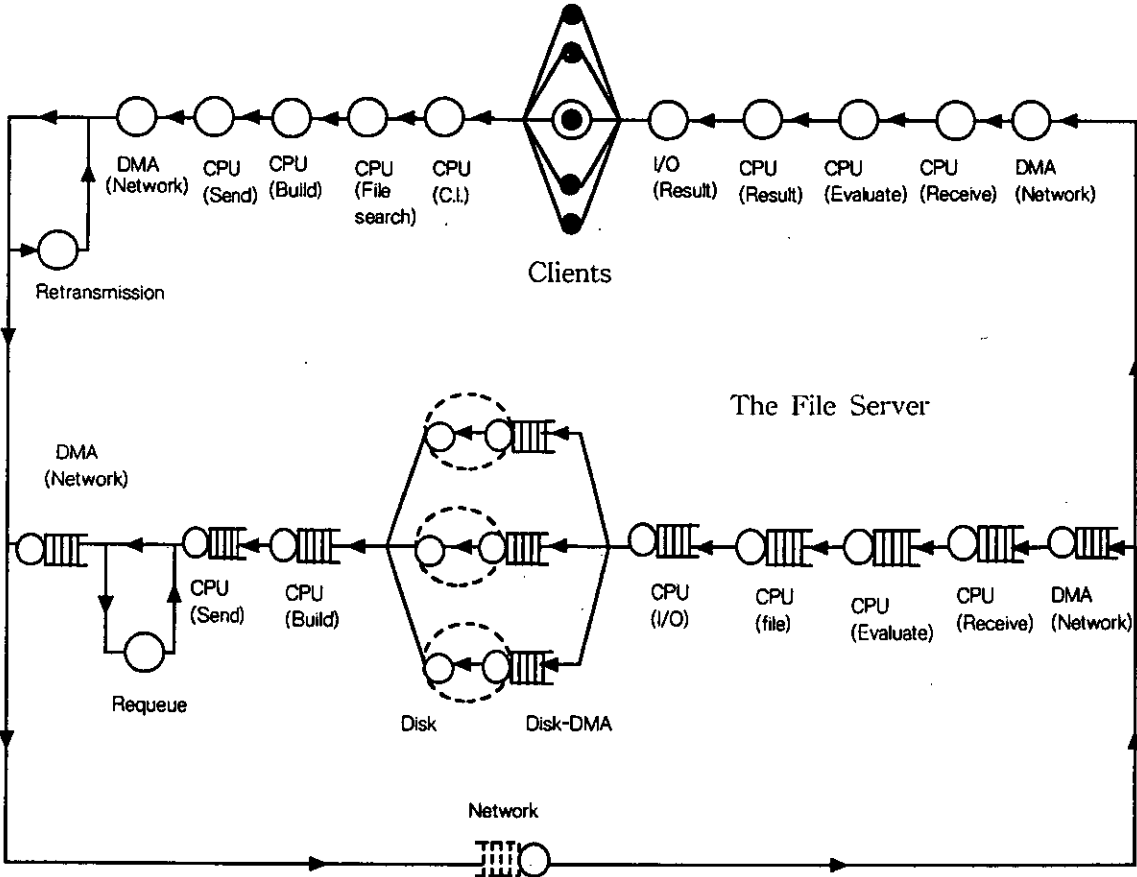 DMA
(Network)
CPU
(Send)
CPU
(Build)
CPU
(File
search)
CPU
(C.I.)
I/O
(Result)
CPU
(Result)
CPU
(Evaluate)
CPU
(Receive)
DMA
(Network)
Retransmission
Clients
The File Server
DMA
(Network)
CPU
(Send)
CPU
(Build)
CPU
(I/O)
CPU
(file)
CPU
(Evaluate)
CPU
(Receive)
DMA
(Network)
Requeue
Disk
Disk-DMA
Network